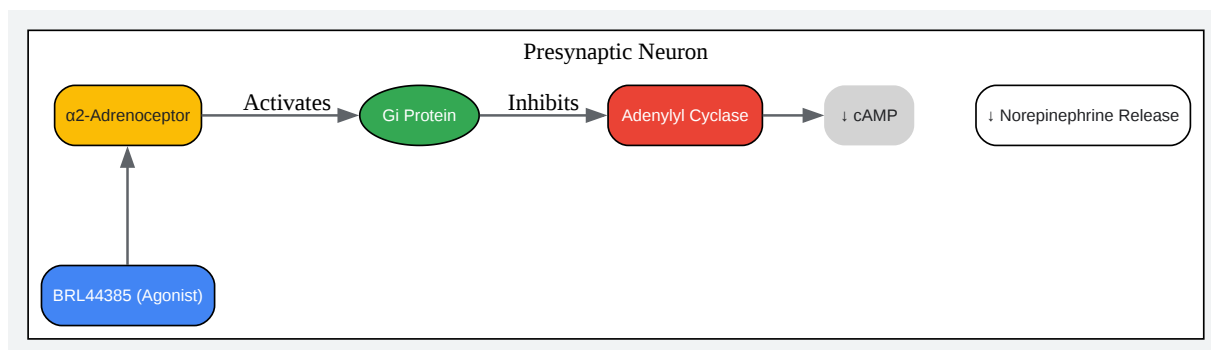 Presynaptic Neuron
α2-Adrenoceptor
Activates
Gi Protein
Inhibits
Adenylyl Cyclase
↓ cAMP
↓ Norepinephrine Release
BRL44385 (Agonist)